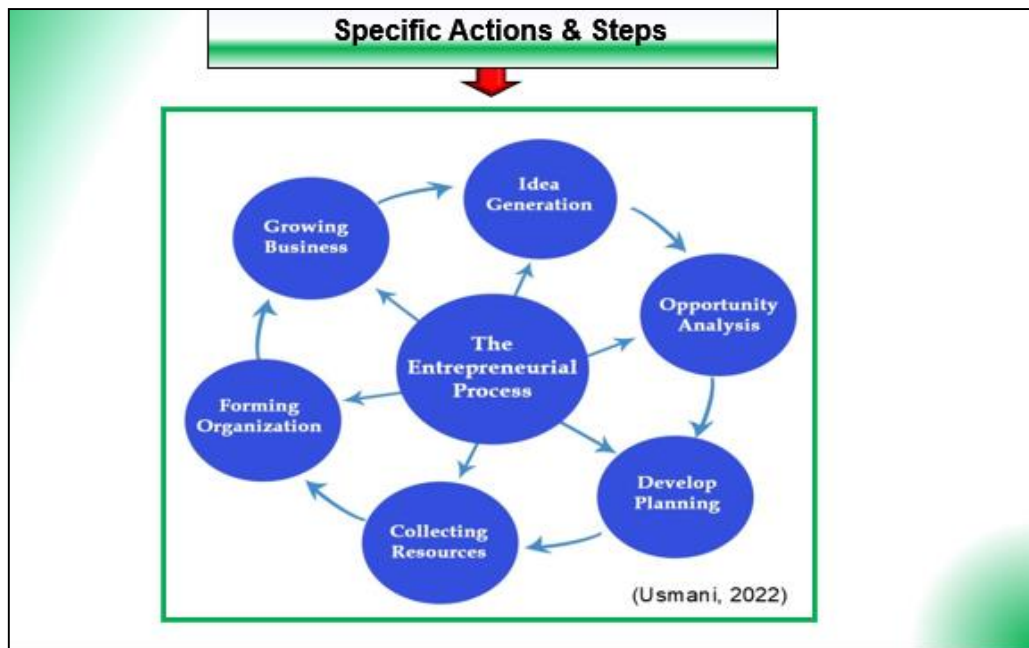 Specific Actions & Steps
Idea
Generation
Growing
Business
Opportunity
Analysis
The
Entrepreneurial
Process
Forming
Organization
Develop
Planning
Collecting
Resources
(Usmani, 2022)